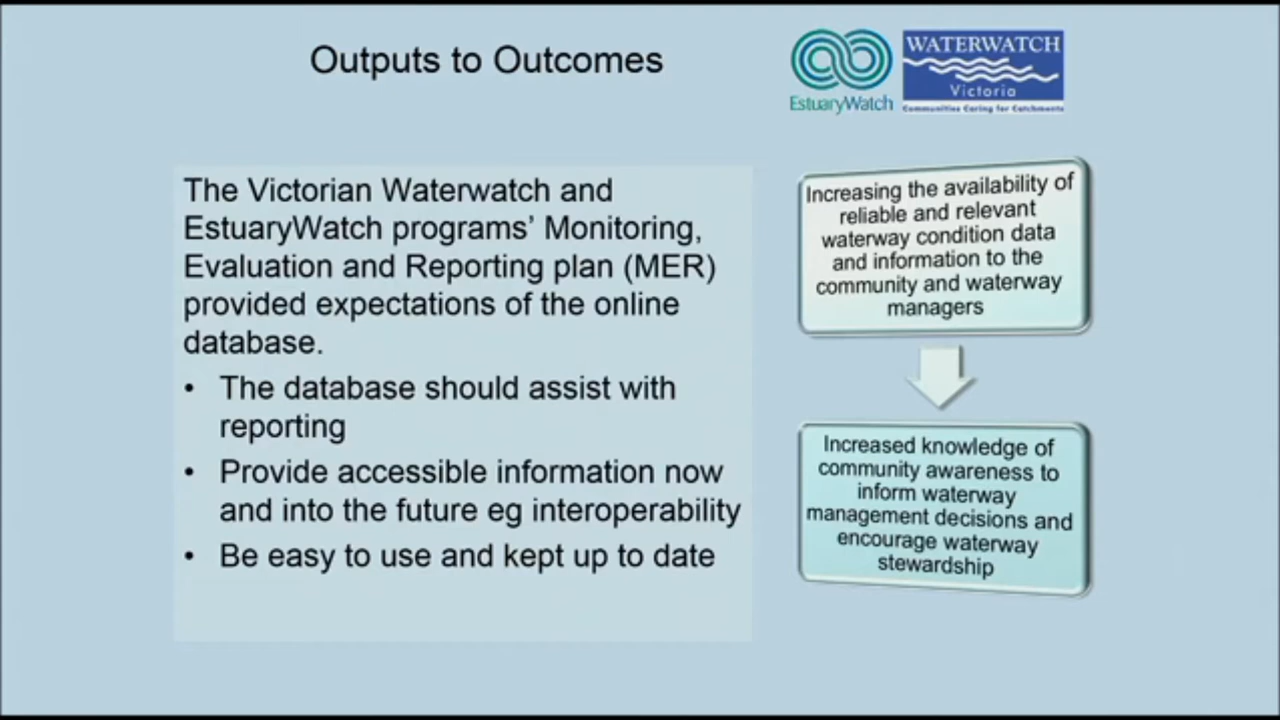 Outputs to Outcomes
EstuaryWatch
WATERWATCH
Victoria
Communities Caring for Catchments
The Victorian Waterwatch and
EstuaryWatch programs’ Monitoring,
Evaluation and Reporting plan (MER)
provided expectations of the online
database.
• The database should assist with
reporting
• Provide accessible information now
and into the future eg interoperability
• Be easy to use and kept up to date
Increasing the availability of
reliable and relevant
waterway condition data
and information to the
community and waterway
managers
Increased knowledge of
community awareness to
inform waterway
management decisions and
encourage waterway
stewardship